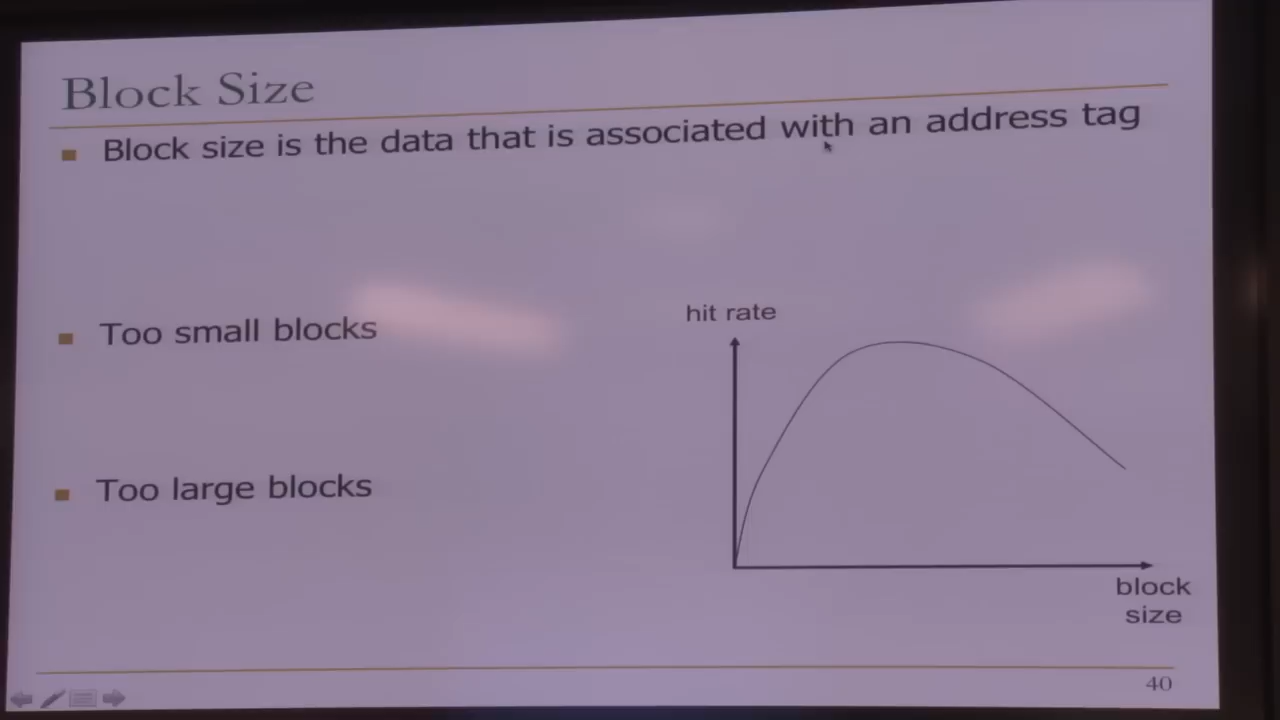 Block Size
Block size is the data that is associated with an address tag
Too small blocks
Too large blocks
hit rate
block
size
40